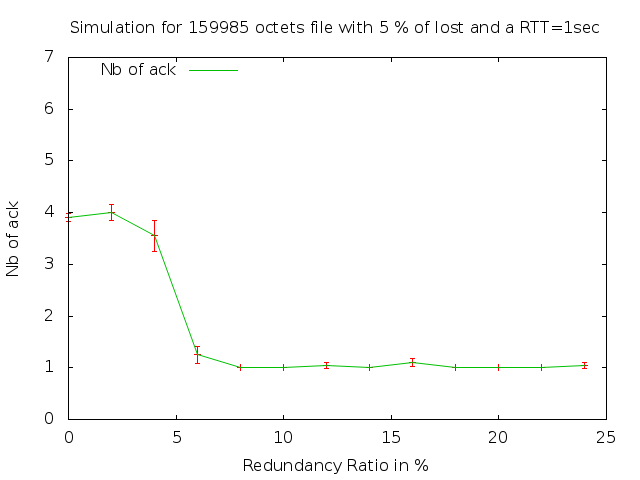 Simulation for 159985 octets file with 5 % of lost and a RTT=1sec
7
Nb of ack
6
5
4
3
2
1
0
Nb of ack
0 5 10 15 20 25
Redundancy Ratio in %